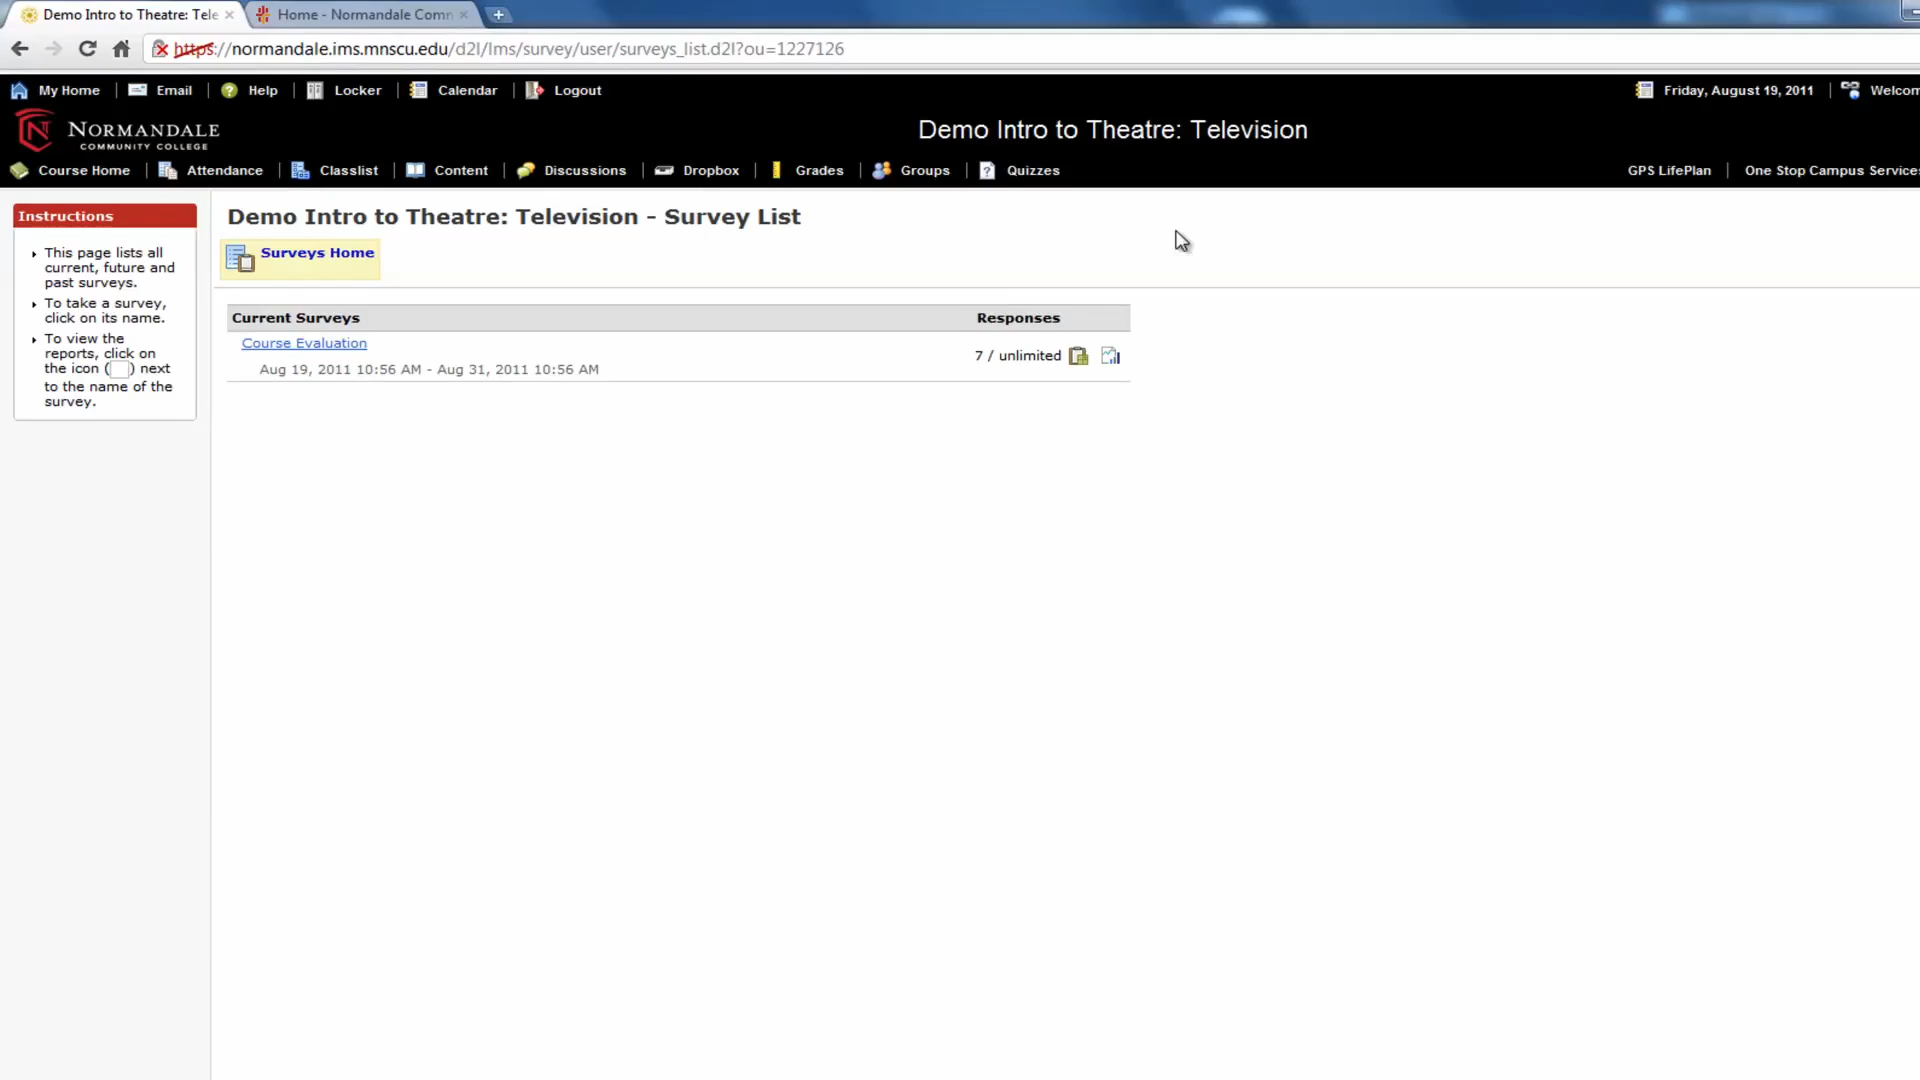 Demo Intro to Theatre: Tele
Home - Normandale Comm
https://normandale.ims.mnscu.edu/d2l/lms/survey/user/surveys_list.d2l?ou=1227126
My Home | Email | Help | Locker | Calendar | Logout
Friday, August 19, 2011 | Welcom
NORMANDALE
COMMUNITY COLLEGE
Demo Intro to Theatre: Television
Course Home | Attendance | Classlist | Content | Discussions | Dropbox | Grades | Groups | Quizzes
GPS LifePlan | One Stop Campus Services
Instructions
This page lists all
current, future and
past surveys.
To take a survey,
click on its name.
To view the
reports, click on
the icon ( ) next
to the name of the
survey.
Demo Intro to Theatre: Television - Survey List
Surveys Home
Current Surveys Responses
Course Evaluation
7 / unlimited
Aug 19, 2011 10:56 AM - Aug 31, 2011 10:56 AM